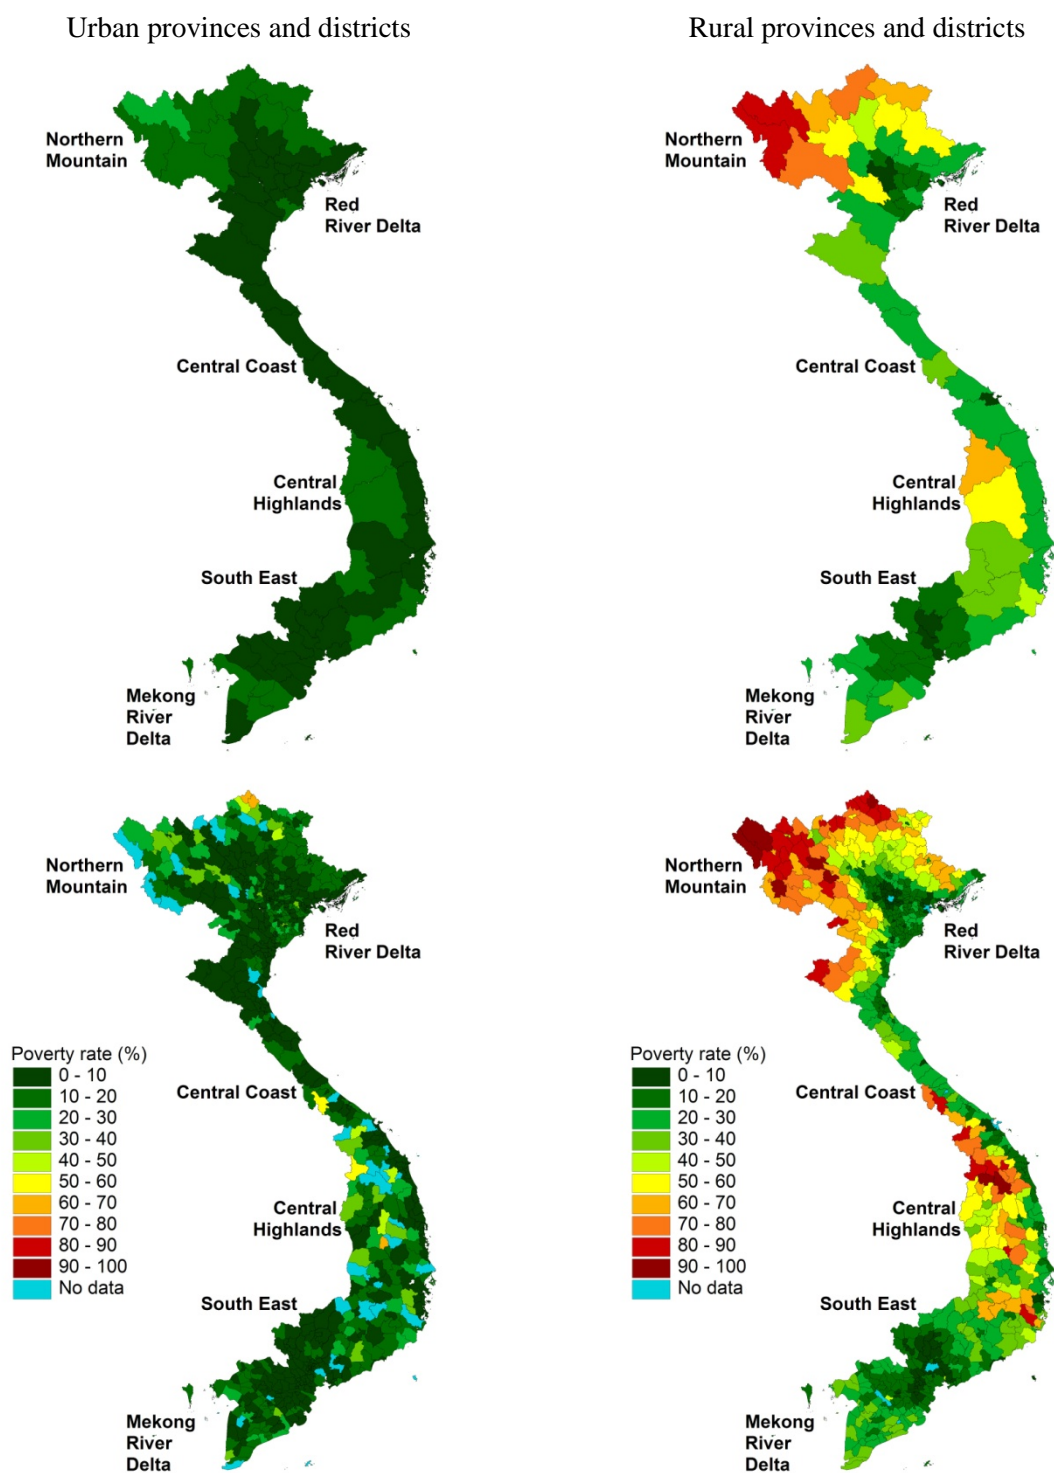 Urban provinces and districts
Rural provinces and districts
Northern
Mountain
Red
River Delta
Central Coast
Central
Highlands
South East
Mekong
River
Delta
Northern
Mountain
Red
River Delta
Central Coast
Central
Highlands
South East
Mekong
River
Delta
Northern
Mountain
Red
River Delta
Poverty rate (%)
0 - 10
10 - 20
20 - 30
30 - 40
40 - 50
50 - 60
60 - 70
70 - 80
80 - 90
90 - 100
No data
Central Coast
Central
Highlands
South East
Mekong
River
Delta
Northern
Mountain
Red
River Delta
Poverty rate (%)
0 - 10
10 - 20
20 - 30
30 - 40
40 - 50
50 - 60
60 - 70
70 - 80
80 - 90
90 - 100
No data
Central Coast
Central
Highlands
South East
Mekong
River
Delta